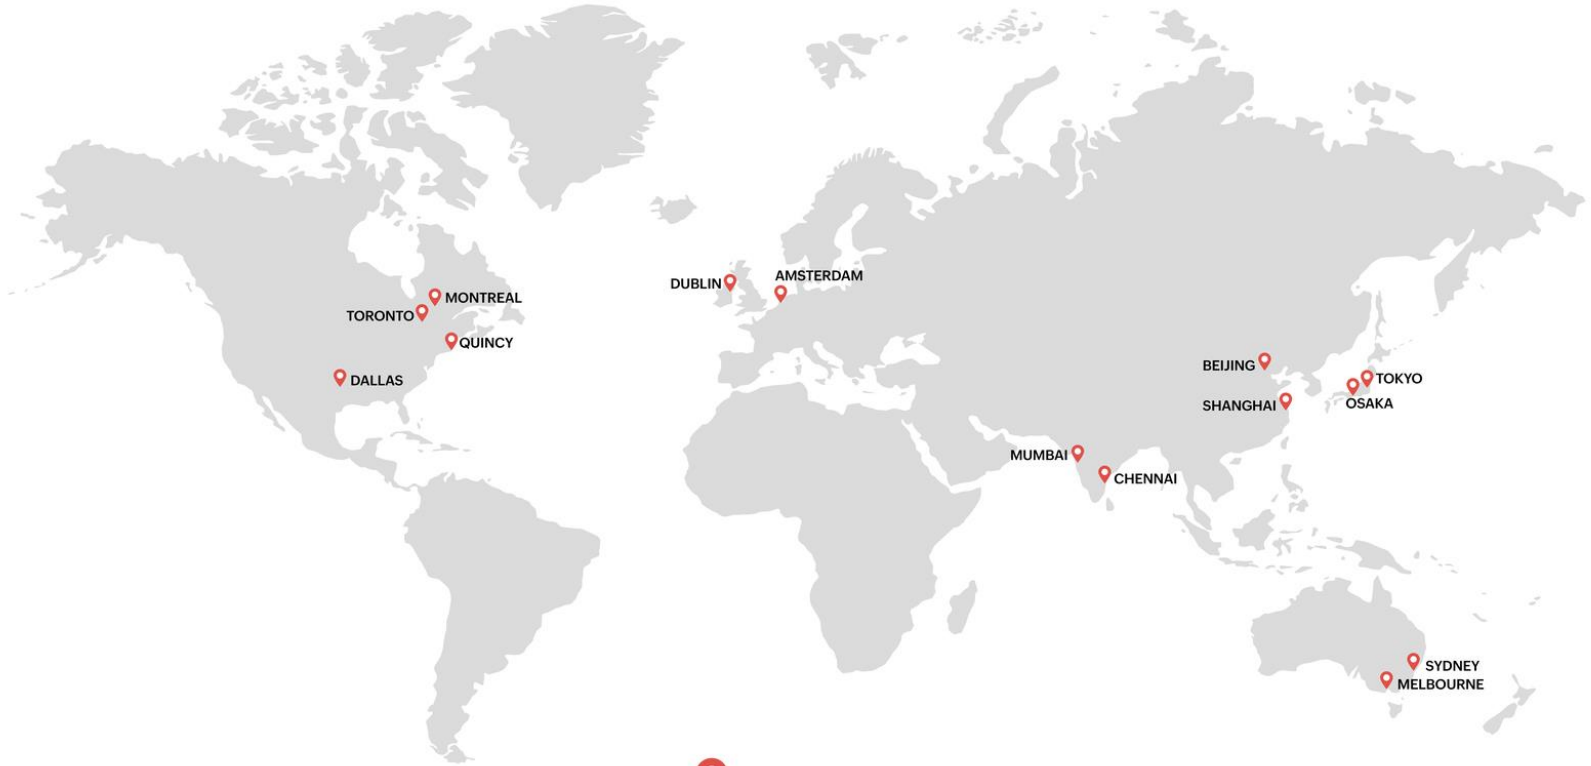 DUBLIN
AMSTERDAM
MONTREAL
TORONTO
QUINCY
DALLAS
BEIJING
TOKYO
OSAKA
SHANGHAI
MUMBAI
CHENNAI
SYDNEY
MELBOURNE